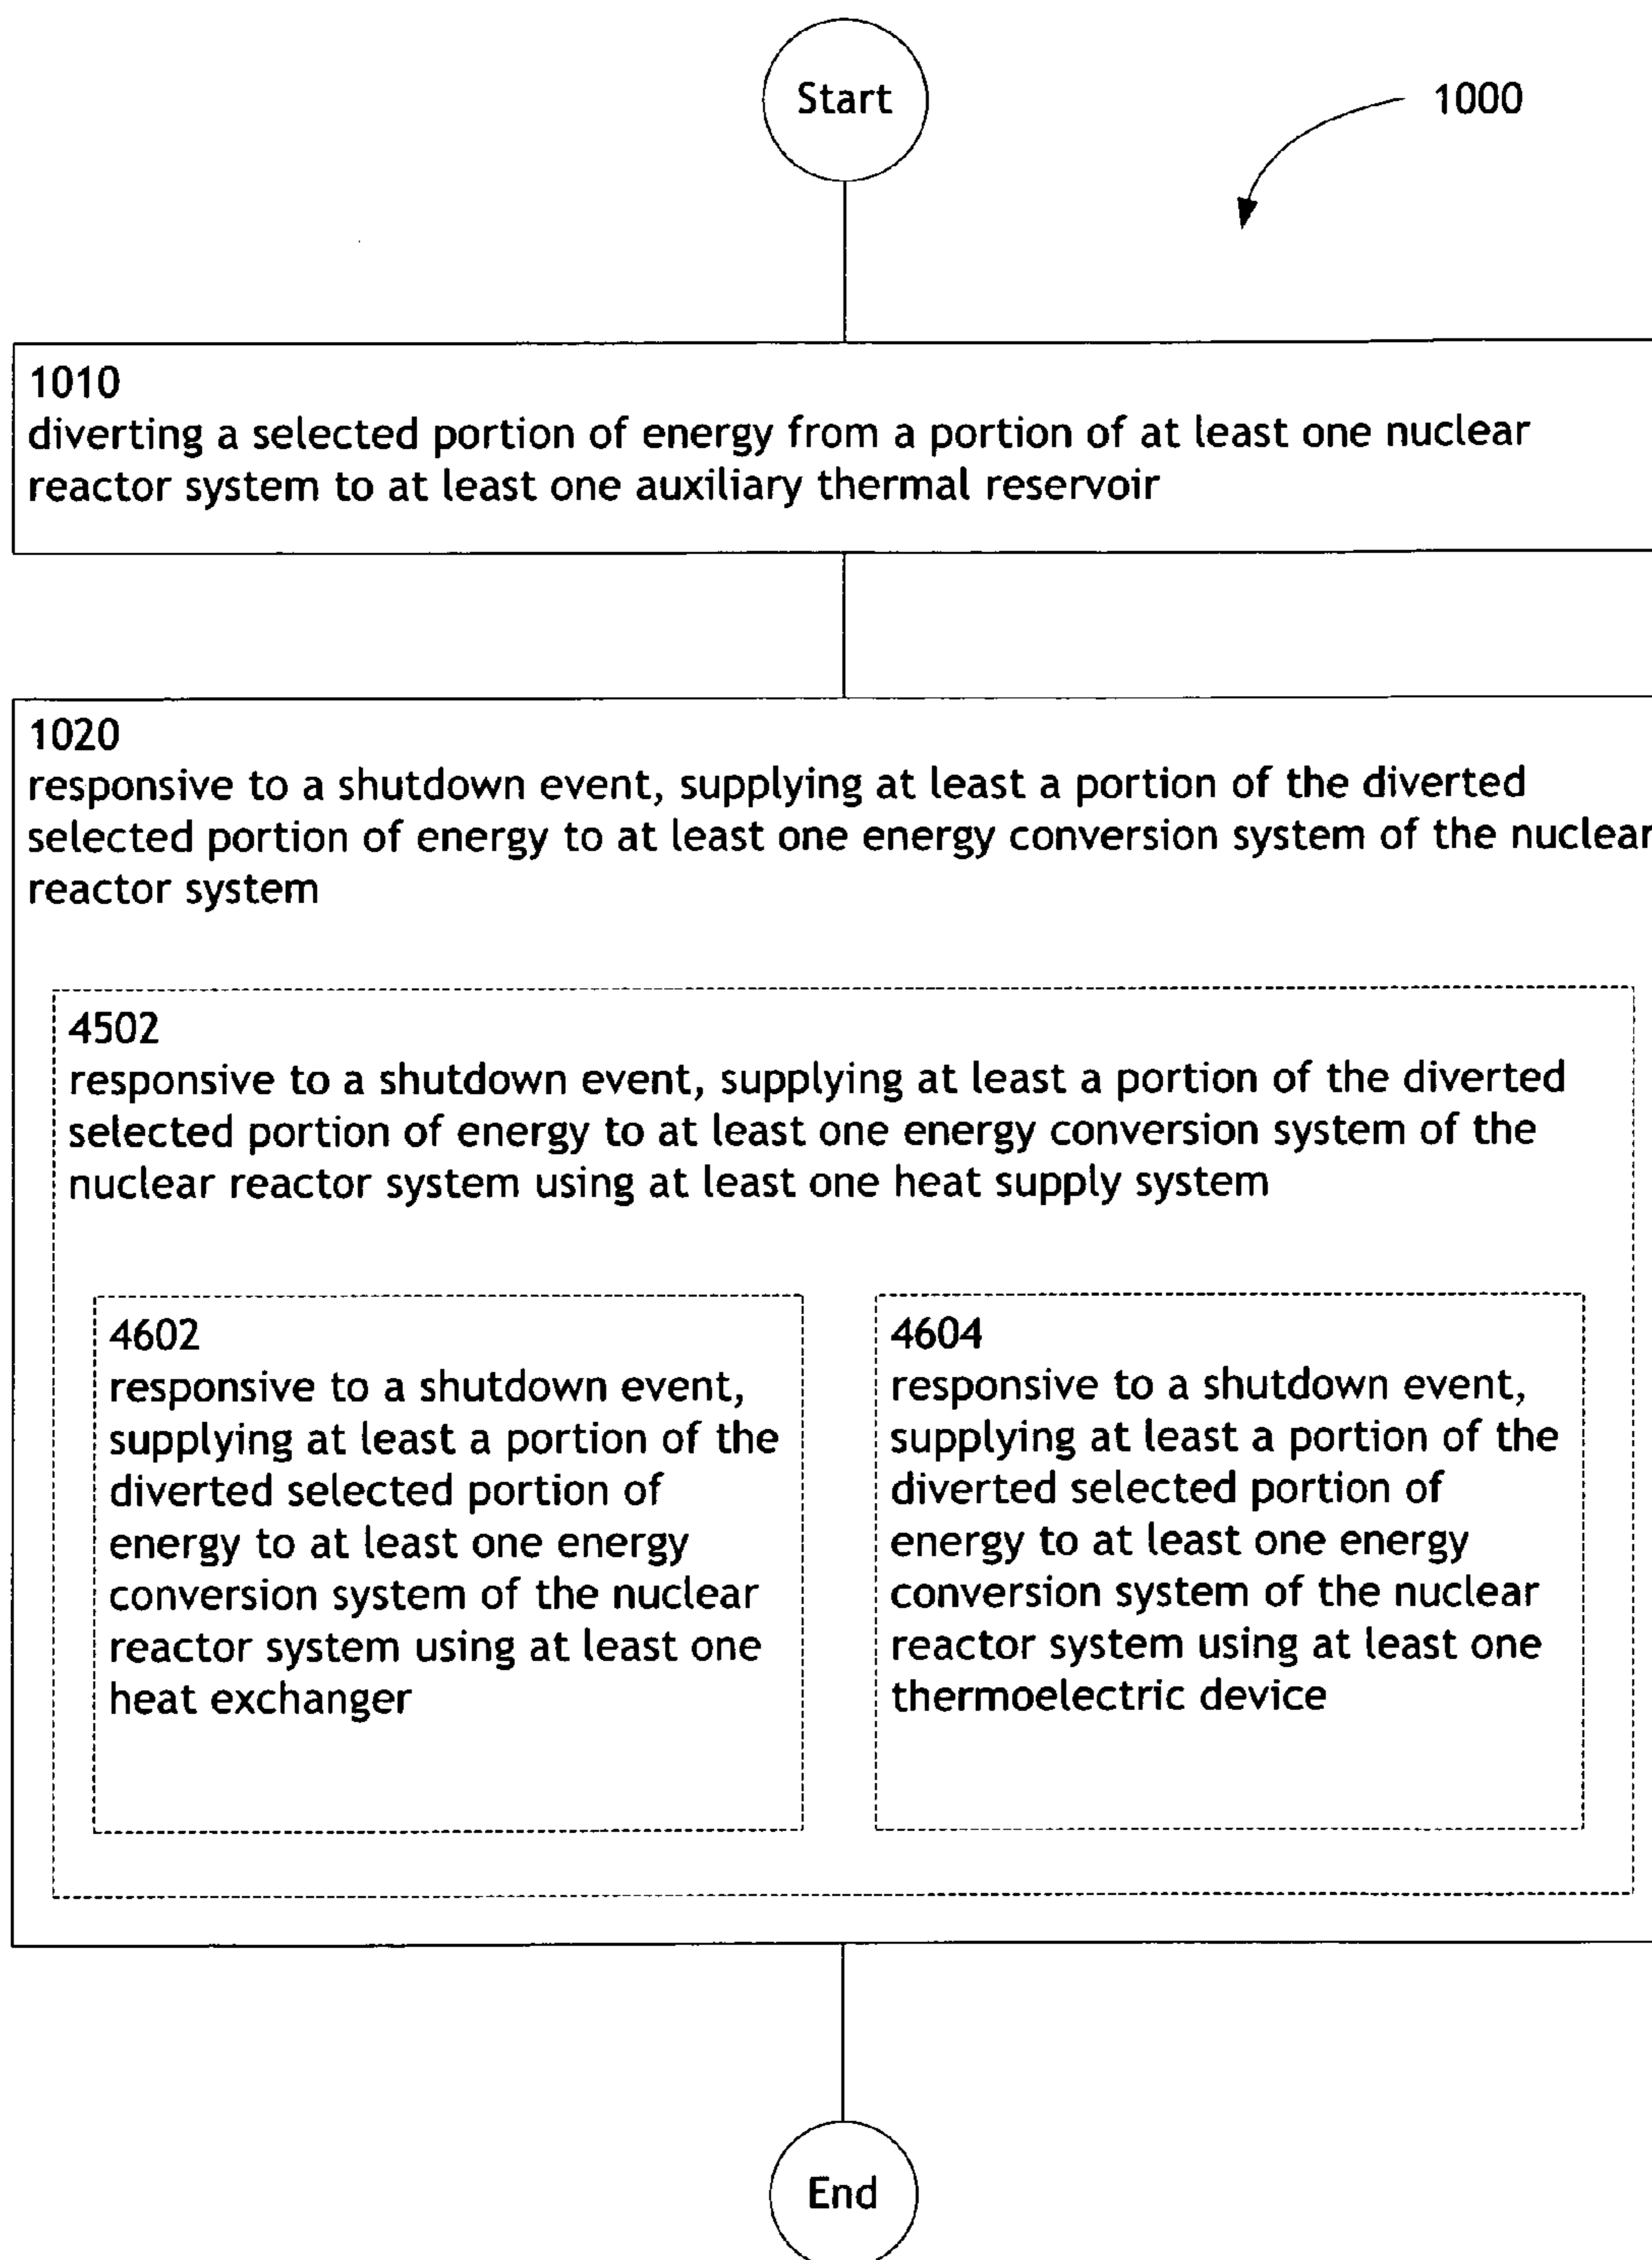 Start
1000
1010
diverting a selected portion of energy from a portion of at least one nuclear
reactor system to at least one auxiliary thermal reservoir
1020
responsive to a shutdown event, supplying at least a portion of the diverted
selected portion of energy to at least one energy conversion system of the nuclear
reactor system
4502
responsive to a shutdown event, supplying at least a portion of the diverted
selected portion of energy to at least one energy conversion system of the
nuclear reactor system using at least one heat supply system
4602
responsive to a shutdown event,
supplying at least a portion of the
diverted selected portion of
energy to at least one energy
conversion system of the nuclear
reactor system using at least one
heat exchanger
4604
responsive to a shutdown event,
supplying at least a portion of the
diverted selected portion of
energy to at least one energy
conversion system of the nuclear
reactor system using at least one
thermoelectric device
End